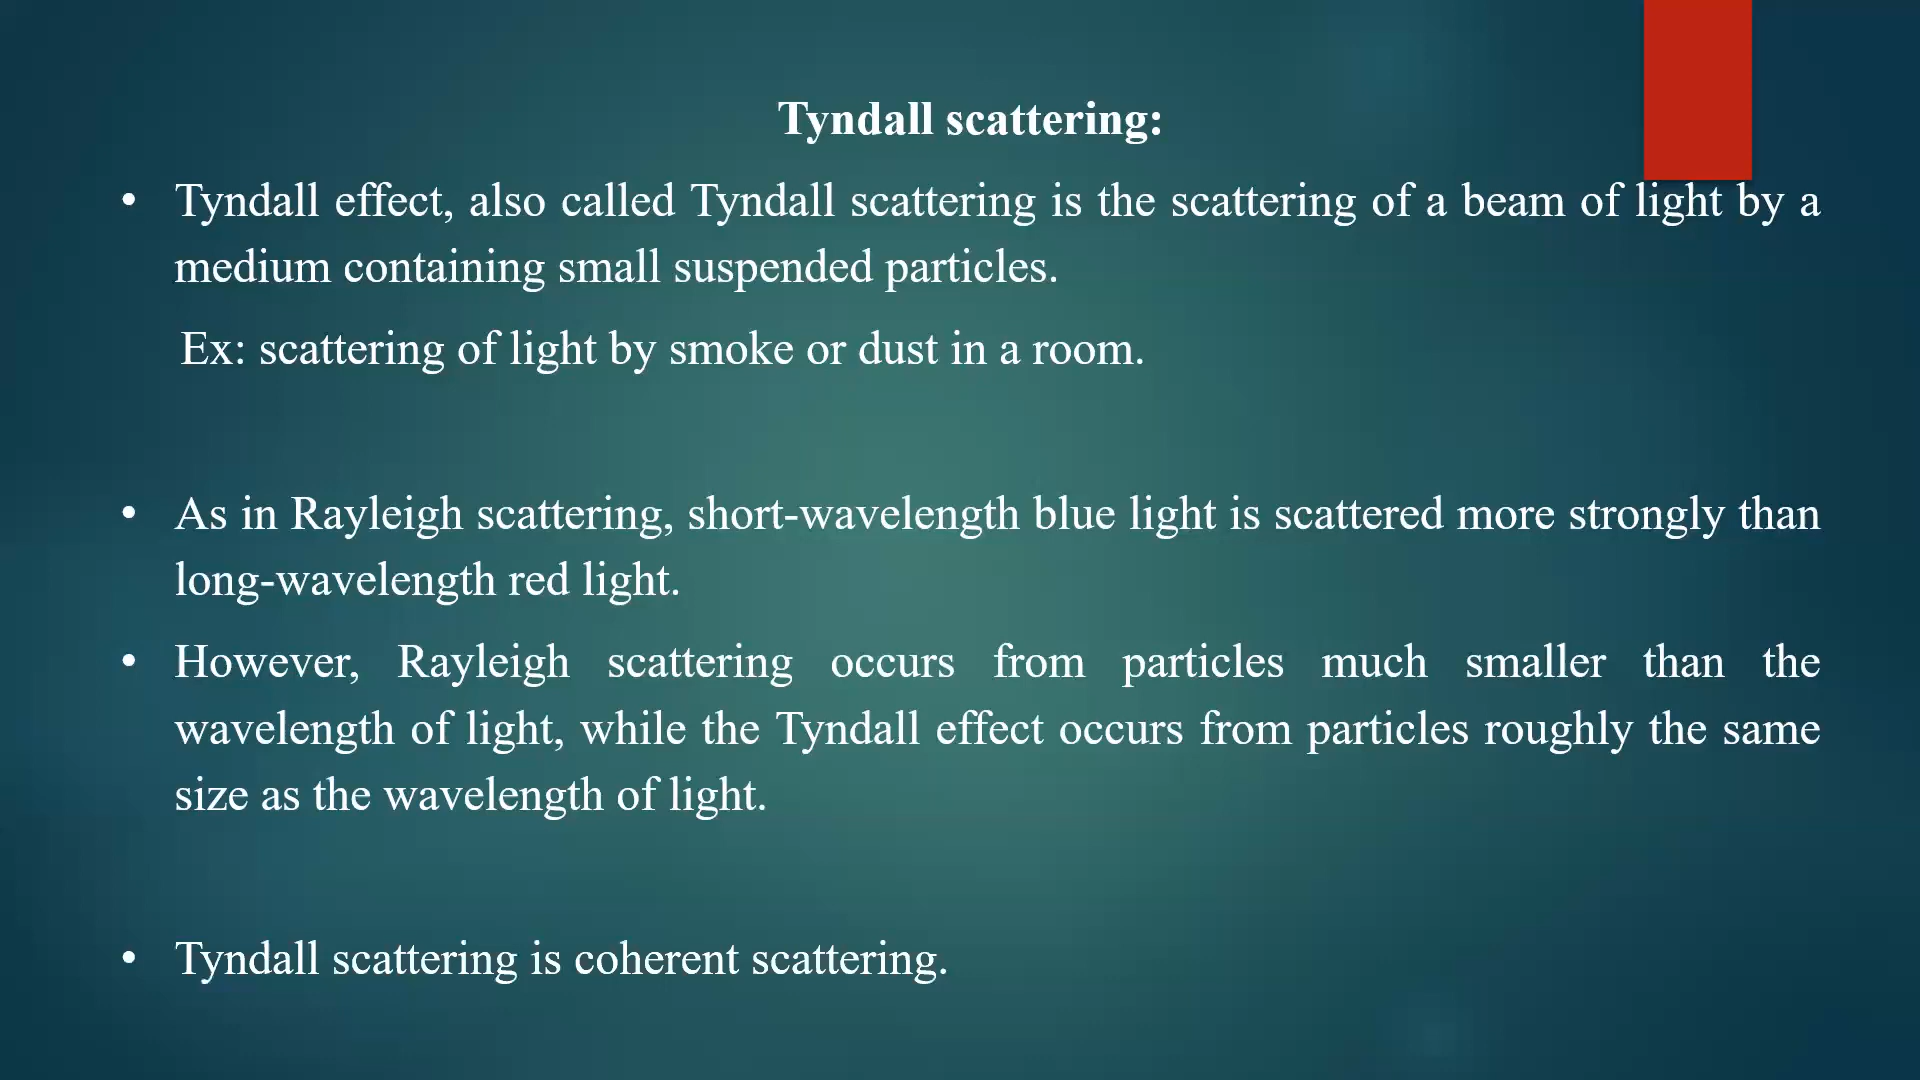 Tyndall scattering:
• Tyndall effect, also called Tyndall scattering is the scattering of a beam of light by a
medium containing small suspended particles.
Ex: scattering of light by smoke or dust in a room.
• As in Rayleigh scattering, short-wavelength blue light is scattered more strongly than
long-wavelength red light.
• However, Rayleigh scattering occurs from particles much smaller than the
wavelength of light, while the Tyndall effect occurs from particles roughly the same
size as the wavelength of light.
• Tyndall scattering is coherent scattering.